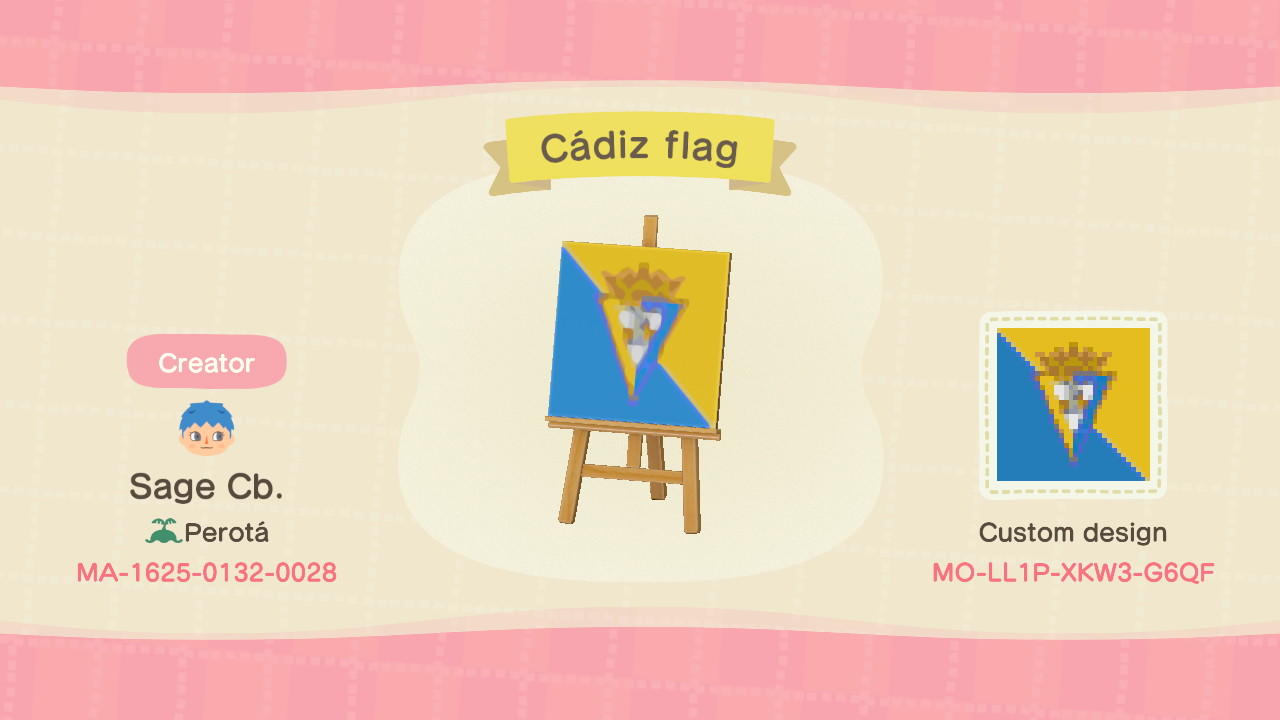 Cádiz flag
Creator
Sage Cb.
Perotá
MA-1625-0132-0028
Custom design
MO-LL1P-XKW3-G6QF